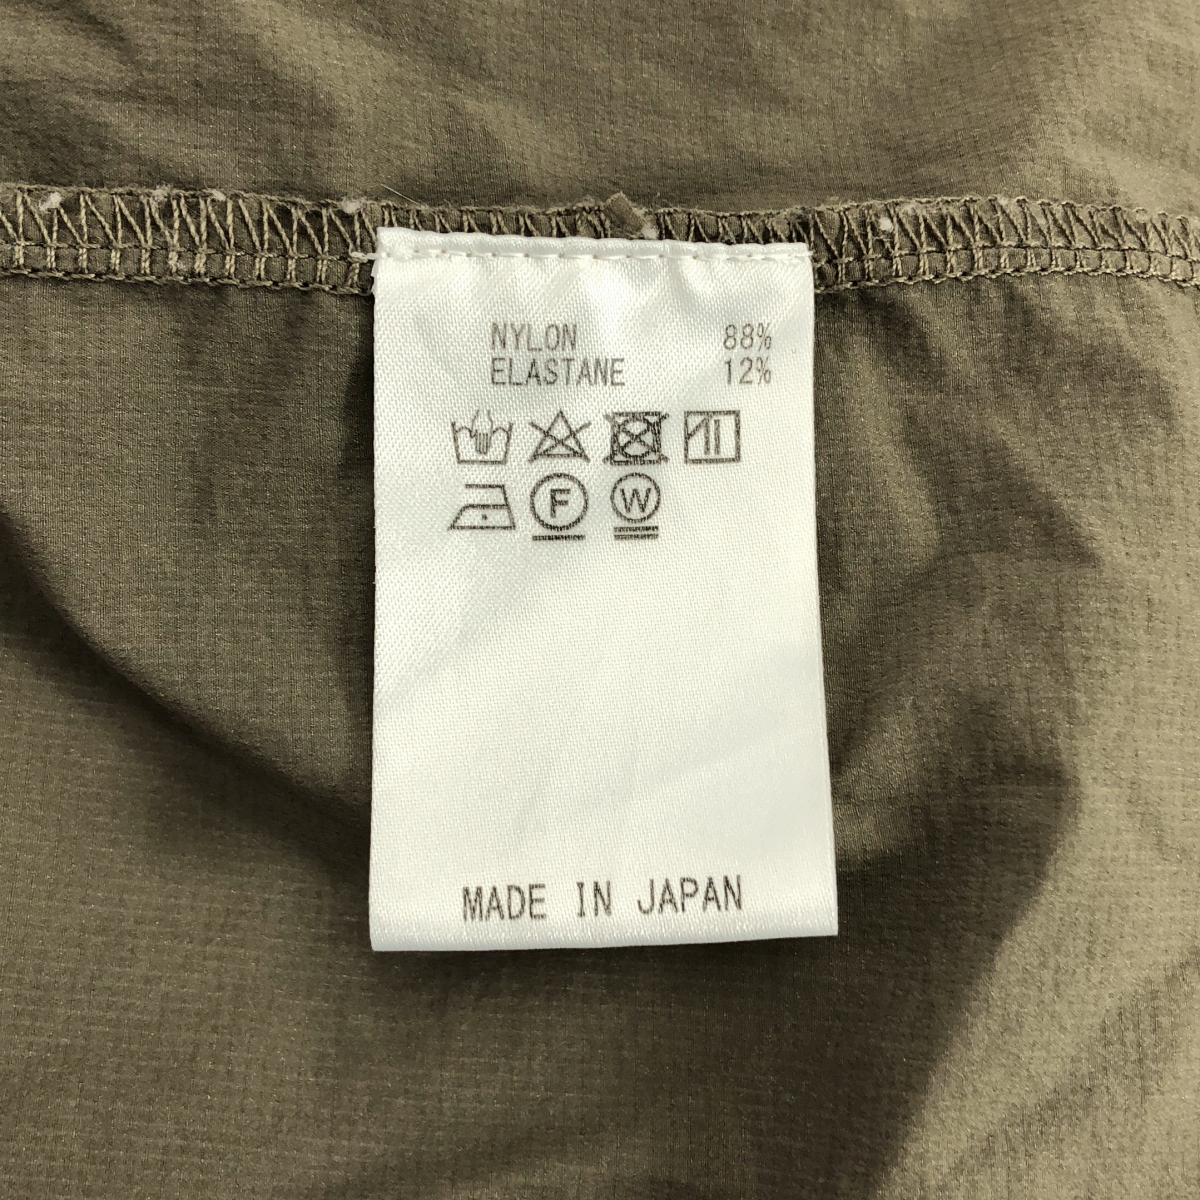 NYLON 88%
ELASTANE 12%
F W
MADE IN JAPAN